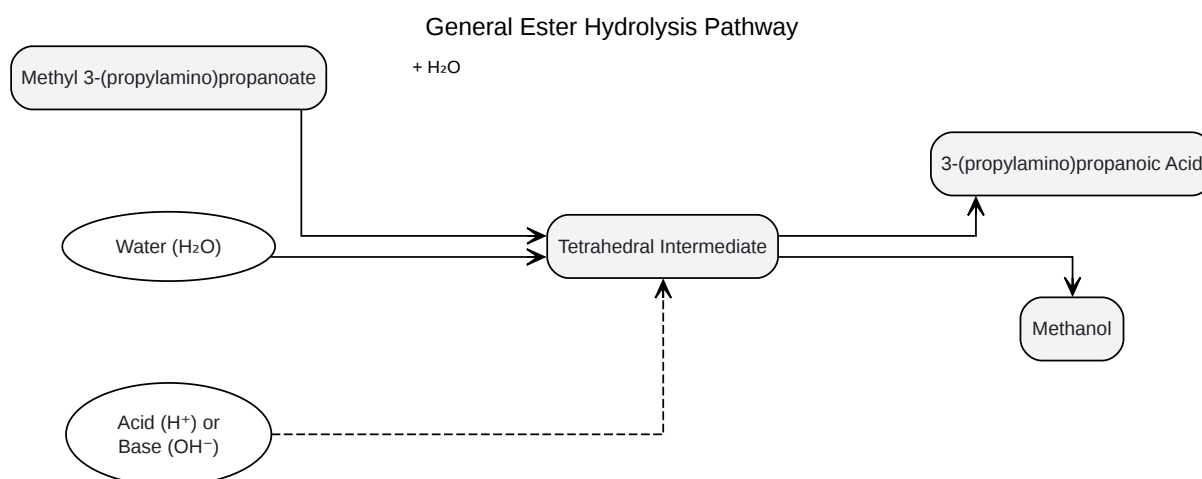 General Ester Hydrolysis Pathway
+ H₂O
Methyl 3-(propylamino)propanoate
3-(propylamino)propanoic Acid
Water (H₂O)
Tetrahedral Intermediate
Methanol
Acid (H⁺) or
Base (OH⁻)